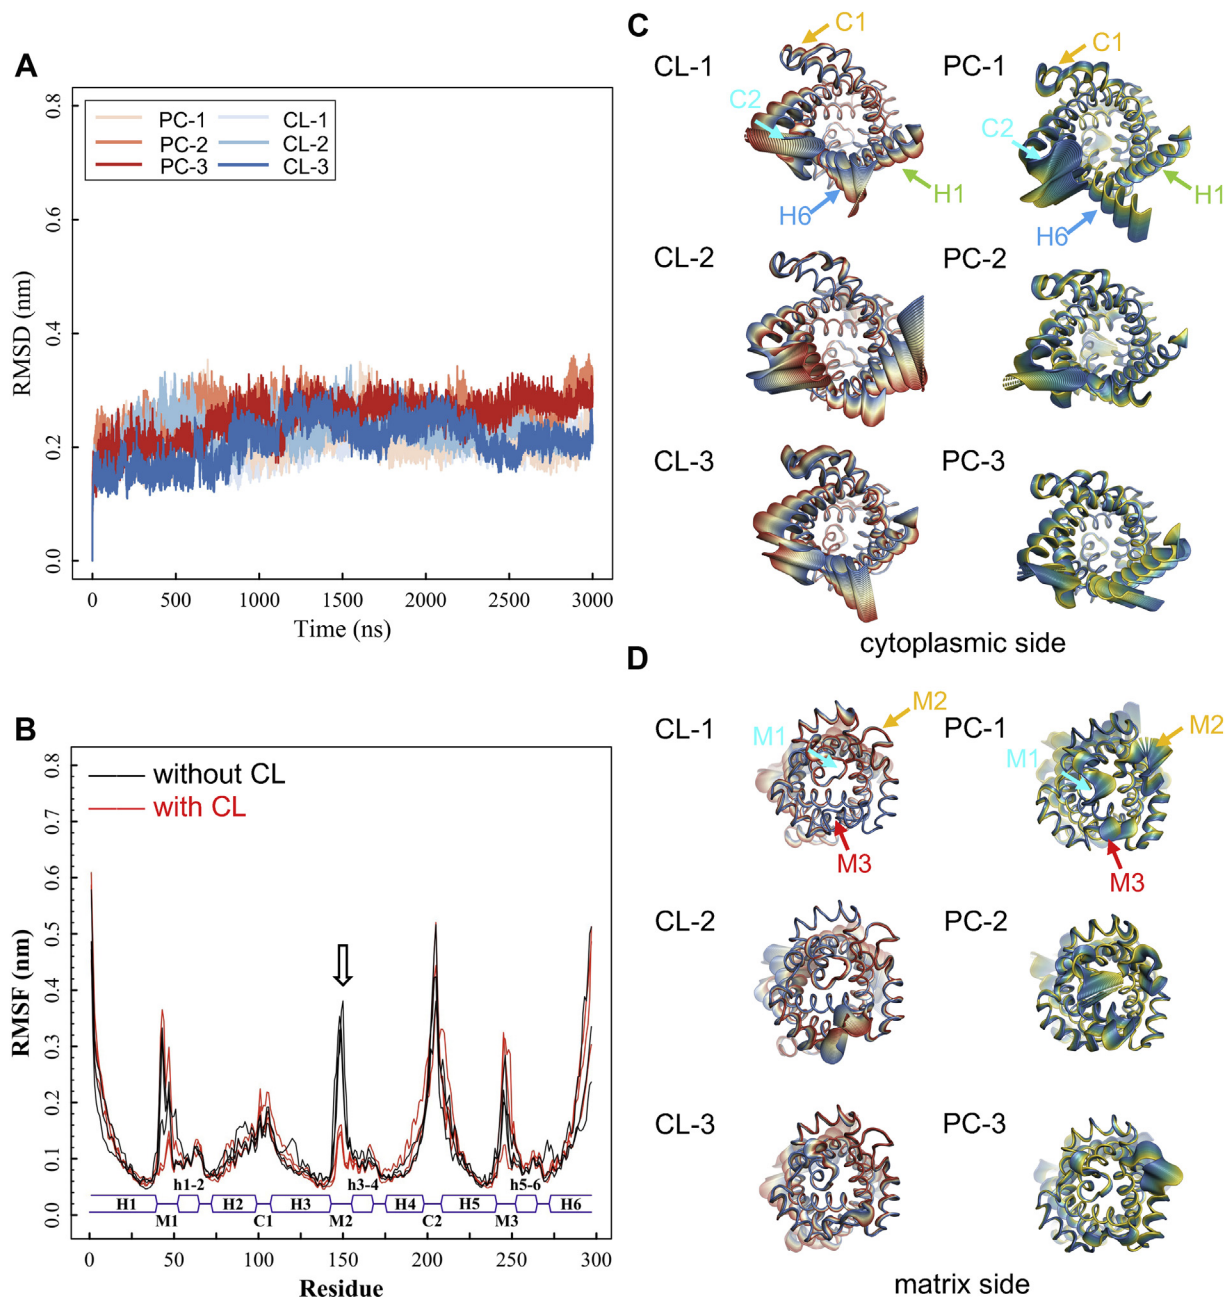 A
0.8
0.6
0.4
0.2
0.0
RMSD (nm)
PC-1
PC-2
PC-3
CL-1
CL-2
CL-3
0
500
1000
1500
2000
2500
3000
Time (ns)
B
0.8
0.7
0.6
0.5
0.4
0.3
0.2
0.1
0.0
RMSF (nm)
without CL
with CL
h1-2
h3-4
h5-6
H1
H2
H3
H4
H5
H6
M1
C1
M2
C2
M3
0
50
100
150
200
250
300
Residue
C
CL-1
C1
C2
H6
H1
PC-1
C1
C2
H6
H1
CL-2
PC-2
CL-3
PC-3
cytoplasmic side
D
CL-1
M1
M2
M3
PC-1
M1
M2
M3
CL-2
PC-2
CL-3
PC-3
matrix side